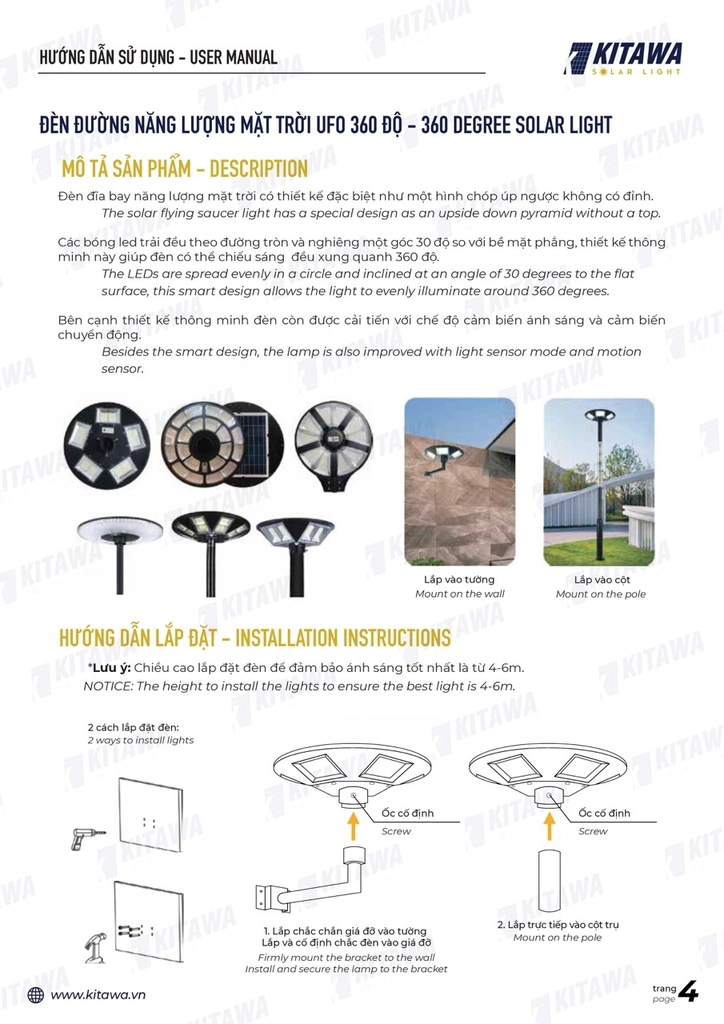 HƯỚNG DẪN SỬ DỤNG - USER MANUAL
KITAWA
SOLAR LIGHT
ĐÈN ĐƯỜNG NĂNG LƯỢNG MẶT TRỜI UFO 360 ĐỘ - 360 DEGREE SOLAR LIGHT
MÔ TẢ SẢN PHẨM - DESCRIPTION
Đèn đĩa bay năng lượng mặt trời có thiết kế đặc biệt như một hình chóp úp ngược không có đỉnh.
The solar flying saucer light has a special design as an upside down pyramid without a top.
Các bóng led trải đều theo đường tròn và nghiêng một góc 30 độ so với bề mặt phẳng, thiết kế thông
minh này giúp đèn có thể chiếu sáng đều xung quanh 360 độ.
The LEDs are spread evenly in a circle and inclined at an angle of 30 degrees to the flat
surface, this smart design allows the light to evenly illuminate around 360 degrees.
Bên cạnh thiết kế thông minh đèn còn được cải tiến với chế độ cảm biến ánh sáng và cảm biến
chuyển động.
Besides the smart design, the lamp is also improved with light sensor mode and motion
sensor.
Lắp vào tường
Mount on the wall
Lắp vào cột
Mount on the pole
HƯỚNG DẪN LẮP ĐẶT - INSTALLATION INSTRUCTIONS
*Lưu ý: Chiều cao lắp đặt đèn để đảm bảo ánh sáng tốt nhất là từ 4-6m.
NOTICE: The height to install the lights to ensure the best light is 4-6m.
2 cách lắp đặt đèn:
2 ways to install lights
Ốc cố định
Screw
Ốc cố định
Screw
1. Lắp chắc chắn giá đỡ vào tường
Lắp và cố định chắc đèn vào giá đỡ
Firmly mount the bracket to the wall
Install and secure the lamp to the bracket
2. Lắp trực tiếp vào cột trụ
Mount on the pole
www.kitawa.vn
trang
page 4